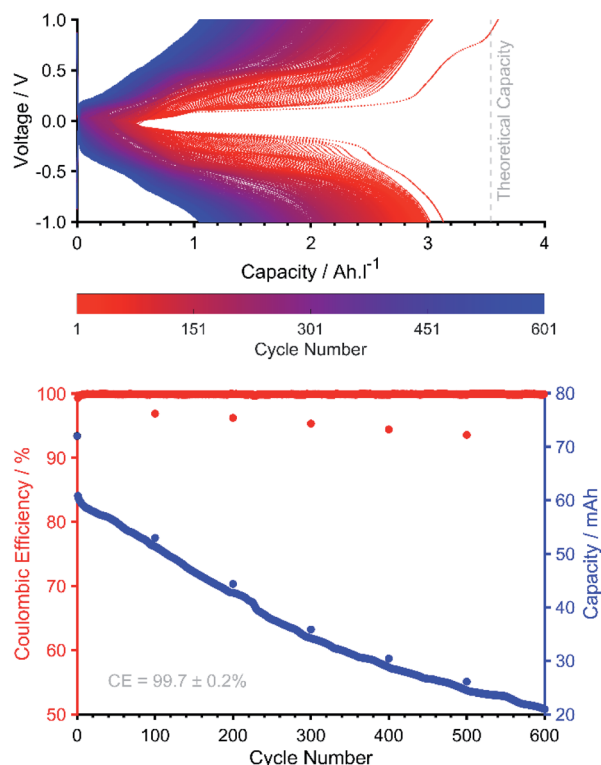 Voltage / V
1.0
0.5
0.0
-0.5
-1.0
Theoretical Capacity
0 1 2 3 4
Capacity / Ah.l⁻¹
1 151 301 451 601
Cycle Number
Coulombic Efficiency / %
100
90
80
70
60
50
CE = 99.7 ± 0.2%
80
70
60
50
40
30
20
Capacity / mAh
0 100 200 300 400 500 600
Cycle Number